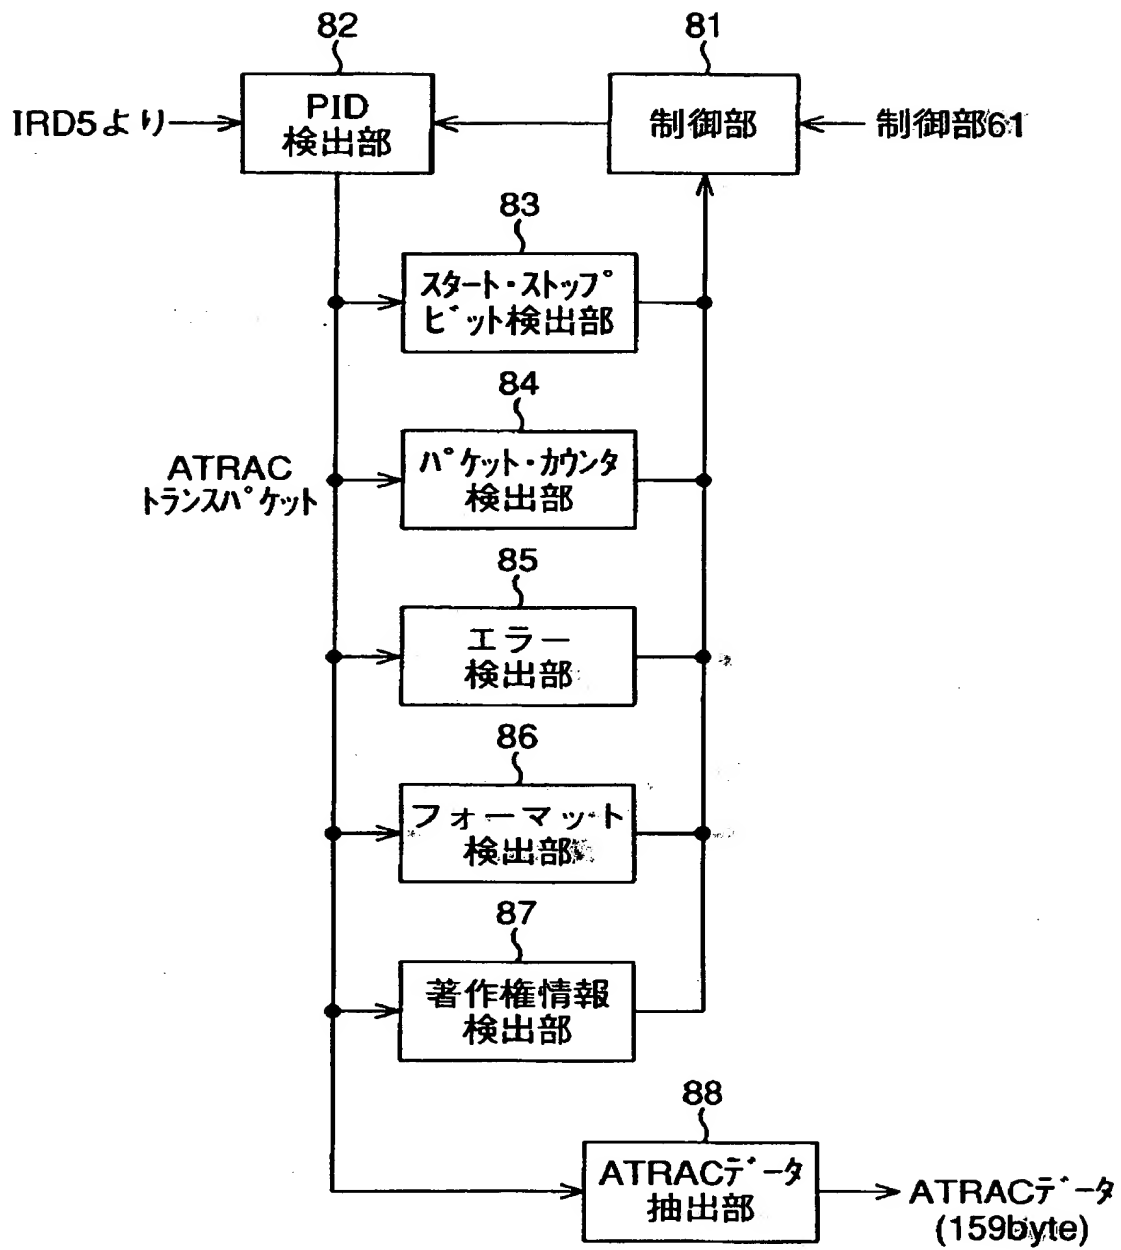 82
81
IRD5より
PID
検出部
制御部
制御部61
83
スタート・ストップ
ビット検出部
84
ATRAC
トランスパケット
パケット・カウンタ
検出部
85
エラー
検出部
86
フォーマット
検出部
87
著作権情報
検出部
88
ATRACデータ
抽出部
ATRACデータ
(159byte)